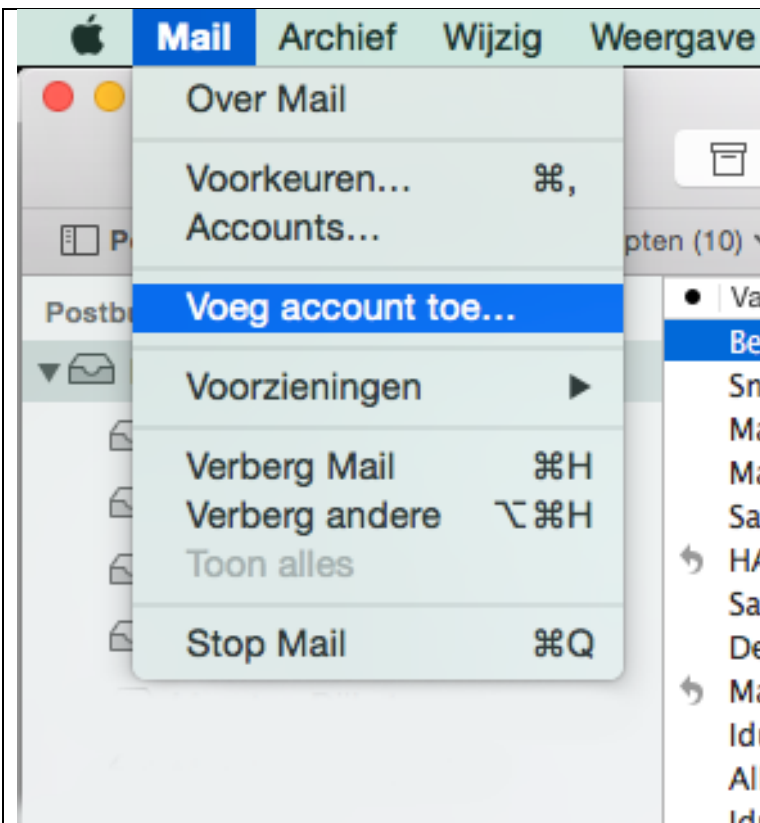 Mail Archief Wijzig Weergave
Over Mail
Voorkeuren... ⌘,
Accounts...
pten (10)
Voeg account toe...
Voorzieningen
Verberg Mail ⌘H
Verberg andere ⌥⌘H
Toon alles
Stop Mail ⌘Q
Postb
Va
Be
Sn
Ma
Ma
Sa
HA
Sa
De
Ma
Idu
All